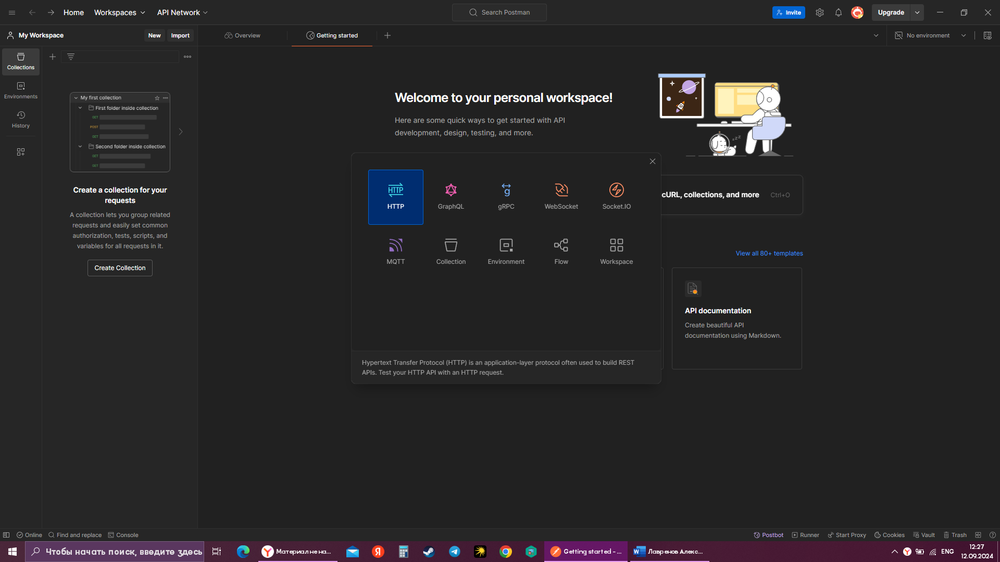 Home
Workspaces
API Network
Search Postman
Invite
Upgrade
My Workspace
New
Import
Overview
Getting started
No environment
Collections
Environments
History
My first collection
First folder inside collection
GET
POST
GET
Second folder inside collection
GET
GET
Create a collection for your
requests
A collection lets you group related
requests and easily set common
authorization, tests, scripts, and
variables for all requests in it.
Create Collection
Welcome to your personal workspace!
Here are some quick ways to get started with API
development, design, testing, and more.
zzz
HTTP
HTTP
GraphQL
g
gRPC
WebSocket
Socket.IO
MQTT
Collection
Environment
Flow
Workspace
Hypertext Transfer Protocol (HTTP) is an application-layer protocol often used to build REST
APIs. Test your HTTP API with an HTTP request.
cURL, collections, and more
Ctrl+O
View all 80+ templates
API documentation
Create beautiful API
documentation using Markdown.
Online
Find and replace
Console
Postbot
Runner
Start Proxy
Cookies
Vault
Trash
Чтобы начать поиск, введите здесь
Материал не на...
Getting started - ...
Лавренов Алекс...
ENG
12:27
12.09.2024